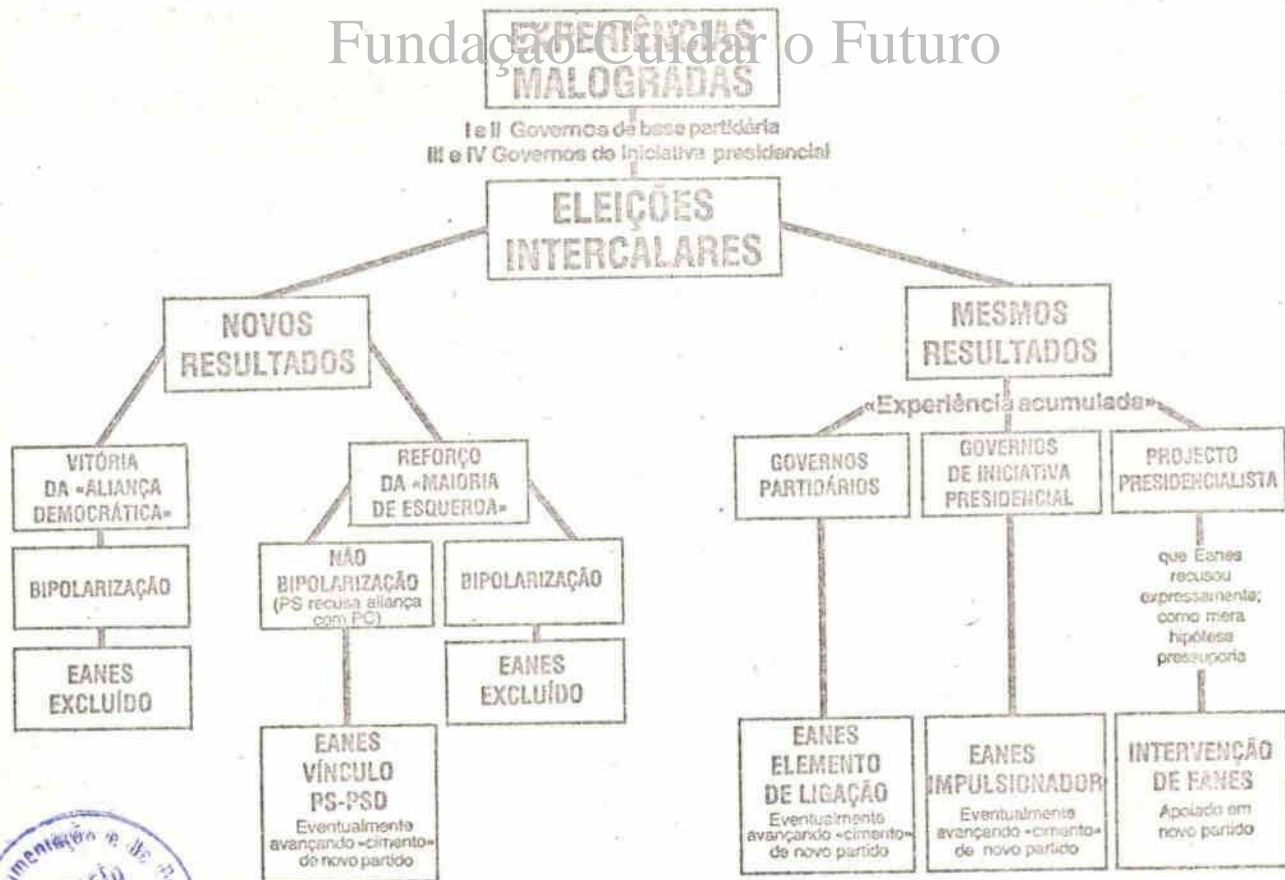 Fundação Cuidar o Futuro
EXPERIÊNCIAS
MALOGRADAS
I e II Governos de base partidária
III e IV Governos de iniciativa presidencial
ELEIÇÕES
INTERCALARES
NOVOS
RESULTADOS
MESMOS
RESULTADOS
«Experiência acumulada»
VITÓRIA
DA «ALIANÇA
DEMOCRÁTICA»
REFORÇO
DA «MAIORIA
DE ESQUERDA»
GOVERNOS
PARTIDÁRIOS
GOVERNOS
DE INICIATIVA
PRESIDENCIAL
PROJECTO
PRESIDENCIALISTA
BIPOLARIZAÇÃO
NÃO
BIPOLARIZAÇÃO
(PS recusa aliança
com PC)
BIPOLARIZAÇÃO
que Eanes
recusou
expressamente;
como mera
hipótese
pressuporia
EANES
EXCLUÍDO
EANES
EXCLUÍDO
EANES
VÍNCULO
PS-PSD
Eventualmente
avançando «cimento»
de novo partido
EANES
ELEMENTO
DE LIGAÇÃO
Eventualmente
avançando «cimento»
de novo partido
EANES
IMPULSIONADOR
Eventualmente
avançando «cimento»
de novo partido
INTERVENÇÃO
DE EANES
Apoiado em
novo partido